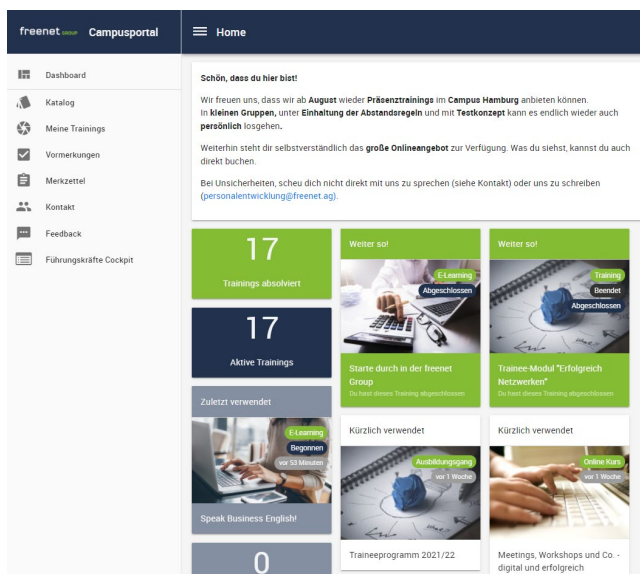 freenet GROUP Campusportal
Home
Dashboard
Katalog
Meine Trainings
Vormerkungen
Merkzettel
Kontakt
Feedback
Führungskräfte Cockpit
Schön, dass du hier bist!
Wir freuen uns, dass wir ab August wieder Präsenztrainings im Campus Hamburg anbieten können.
In kleinen Gruppen, unter Einhaltung der Abstandsregeln und mit Testkonzept kann es endlich wieder auch
persönlich losgehen.
Weiterhin steht dir selbstverständlich das große Onlineangebot zur Verfügung. Was du siehst, kannst du auch
direkt buchen.
Bei Unsicherheiten, scheu dich nicht direkt mit uns zu sprechen (siehe Kontakt) oder uns zu schreiben
(personalentwicklung@freenet.ag).
17
Trainings absolviert
17
Aktive Trainings
Zuletzt verwendet
E-Learning
Begonnen
vor 53 Minuten
Speak Business English!
0
Weiter so!
E-Learning
Abgeschlossen
Starte durch in der freenet
Group
Du hast dieses Training abgeschlossen
Kürzlich verwendet
Ausbildungsgang
vor 1 Woche
Traineeprogramm 2021/22
Weiter so!
Training
Beendet
Abgeschlossen
Trainee-Modul "Erfolgreich
Netzwerken"
Du hast dieses Training abgeschlossen
Kürzlich verwendet
Online Kurs
vor 1 Woche
Meetings, Workshops und Co. -
digital und erfolgreich